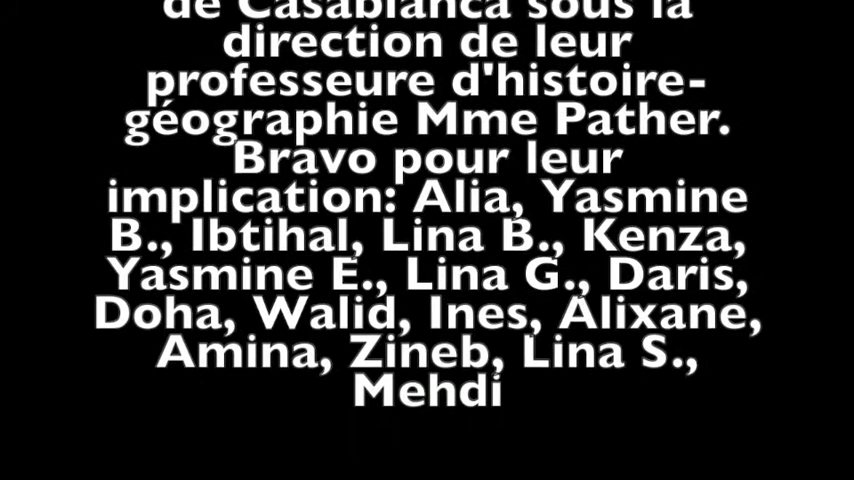 de Casablanca sous la
direction de leur
professeure d'histoire-
géographie Mme Pather.
Bravo pour leur
implication: Alia, Yasmine
B., Ibtihal, Lina B., Kenza,
Yasmine E., Lina G., Daris,
Doha, Walid, Ines, Alixane,
Amina, Zineb, Lina S.,
Mehdi